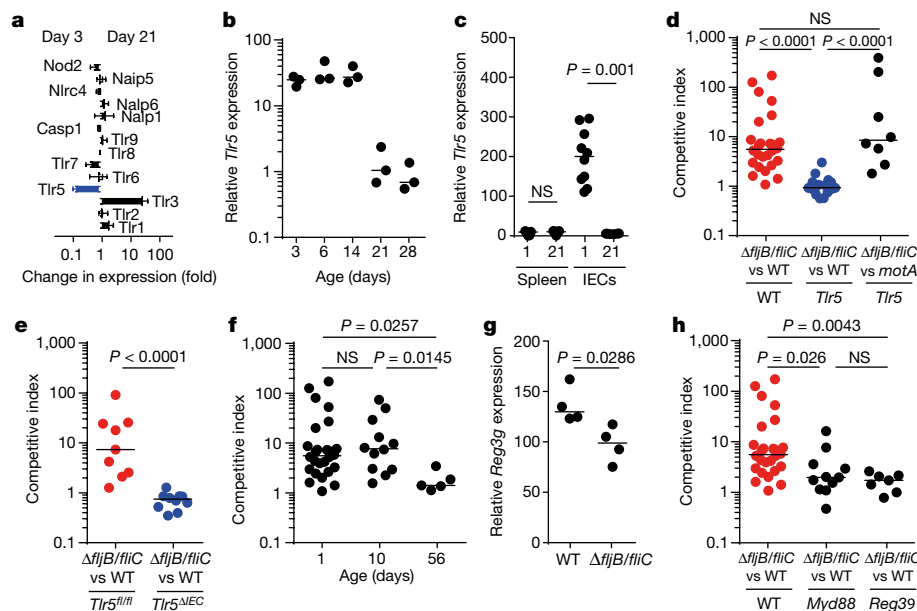 a
Day 3 Day 21
Nod2
Naip5
Nlrc4
Nalp6
Nalp1
Casp1
Tlr9
Tlr8
Tlr7
Tlr6
Tlr5
Tlr3
Tlr2
Tlr1
0.1 1 10 100
Change in expression (fold)
b
Relative Tlr5 expression
100
10
1
0.1
3 6 14 21 28
Age (days)
c
Relative Tlr5 expression
500
400
300
200
100
0
P = 0.001
NS
1 21 1 21
Spleen IECs
d
Competitive index
1,000
100
10
1
0.1
NS
P < 0.0001 P < 0.0001
ΔfljB/fliC ΔfljB/fliC ΔfljB/fliC
vs WT vs WT vs motA
WT Tlr5 Tlr5
e
Competitive index
1,000
100
10
1
0.1
P < 0.0001
ΔfljB/fliC ΔfljB/fliC
vs WT vs WT
Tlr5fl/fl Tlr5ΔIEC
f
Competitive index
1,000
100
10
1
0.1
P = 0.0257
NS P = 0.0145
1 10 56
Age (days)
g
Relative Reg3g expression
200
150
100
50
0
P = 0.0286
WT ΔfljB/fliC
h
Competitive index
1,000
100
10
1
0.1
P = 0.0043
P = 0.026 NS
ΔfljB/fliC ΔfljB/fliC ΔfljB/fliC
vs WT vs WT vs WT
WT Myd88 Reg39